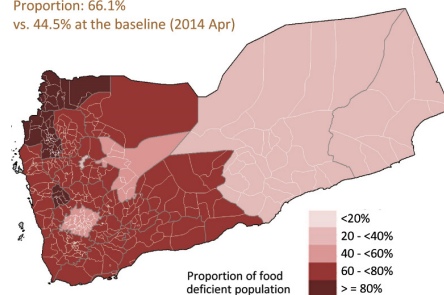 Proportion: 66.1%
vs. 44.5% at the baseline (2014 Apr)
<20%
20 - <40%
40 - <60%
60 - <80%
> = 80%
Proportion of food
deficient population